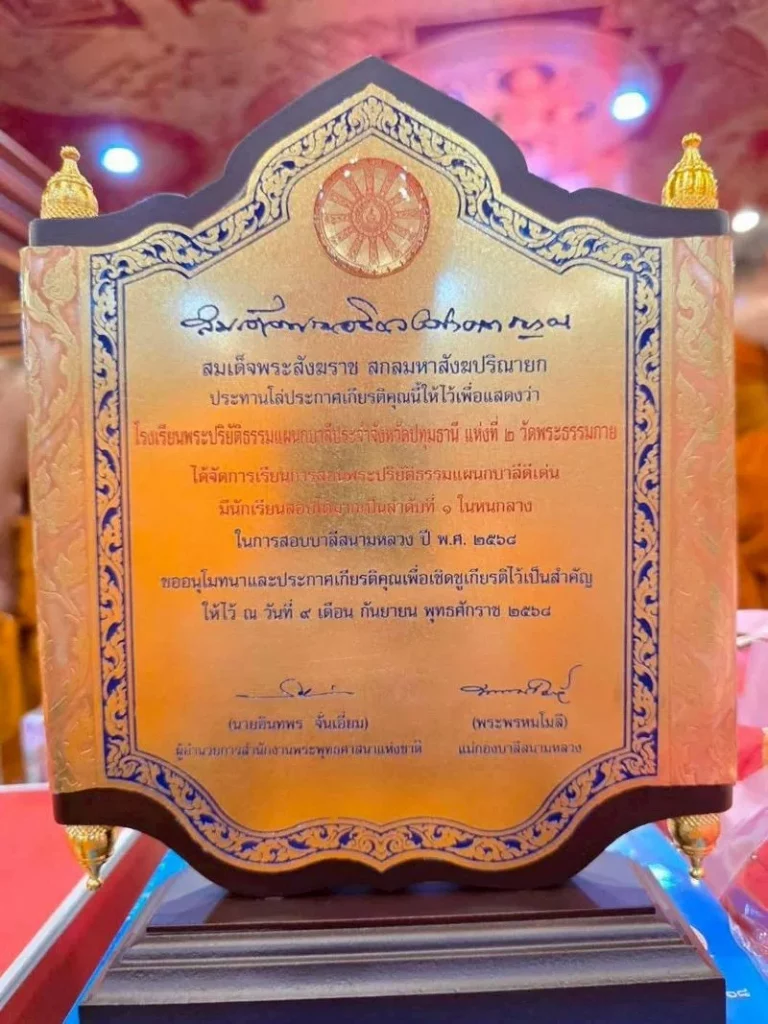 สมเด็จพระสังฆราช สกลมหาสังฆปริณายก
ประทานโล่ประกาศเกียรติคุณนี้ให้ไว้เพื่อแสดงว่า
โรงเรียนพระปริยัติธรรมแผนกบาลีประจำจังหวัดปทุมธานี แห่งที่ ๒ วัดพระธรรมกาย
ได้จัดการเรียนการสอนพระปริยัติธรรมแผนกบาลีดีเด่น
มีนักเรียนสอบได้มากเป็นลำดับที่ ๑ ในหนกลาง
ในการสอบบาลีสนามหลวง ปี พ.ศ. ๒๕๖๘
ขออนุโมทนาและประกาศเกียรติคุณเพื่อเชิดชูเกียรติไว้เป็นสำคัญ
ให้ไว้ ณ วันที่ ๙ เดือน กันยายน พุทธศักราช ๒๕๖๘
(นายอินทพร จั่นเอี่ยม)
ผู้อำนวยการสำนักงานพระพุทธศาสนาแห่งชาติ
(พระพรหมโมลี)
แม่กองบาลีสนามหลวง